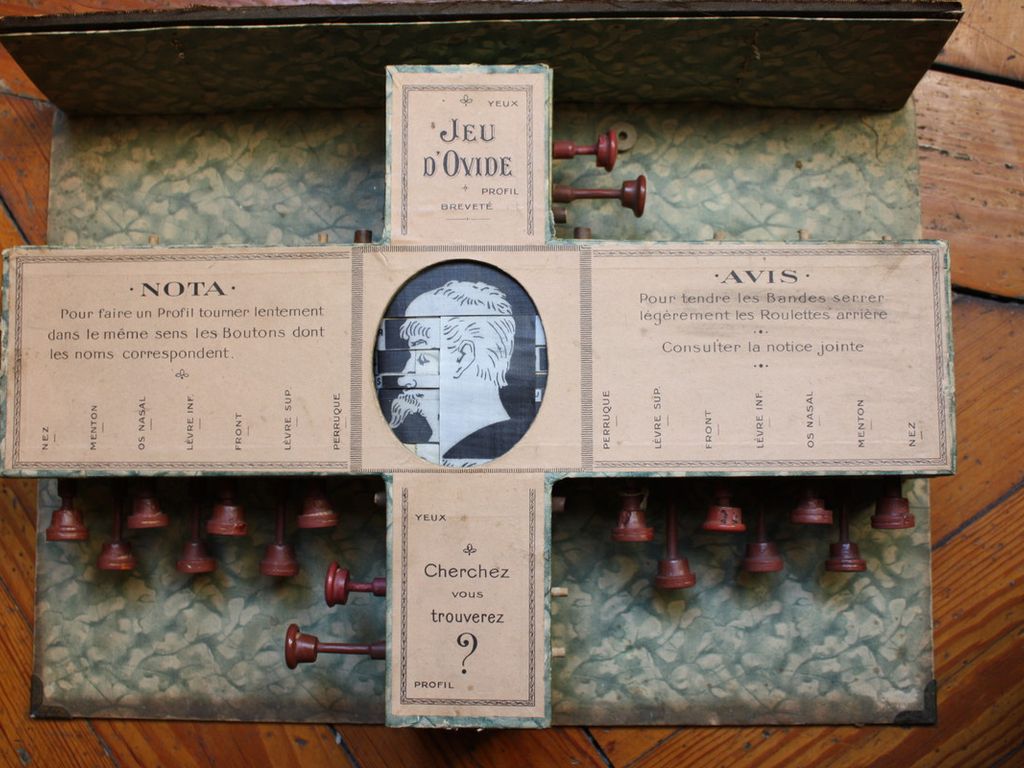 YEUX
JEU
D'OVIDE
PROFIL
BREVETÉ
· NOTA ·
Pour faire un Profil tourner lentement
dans le même sens les Boutons dont
les noms correspondent.
NEZ
MENTON
OS NASAL
LÈVRE INF.
FRONT
LÈVRE SUP.
PERRUQUE
· AVIS ·
Pour tendre les Bandes serrer
légèrement les Roulettes arrière
Consulter la notice jointe
PERRUQUE
LÈVRE SUP.
FRONT
LÈVRE INF.
OS NASAL
MENTON
NEZ
YEUX
Cherchez
vous
trouverez
?
PROFIL